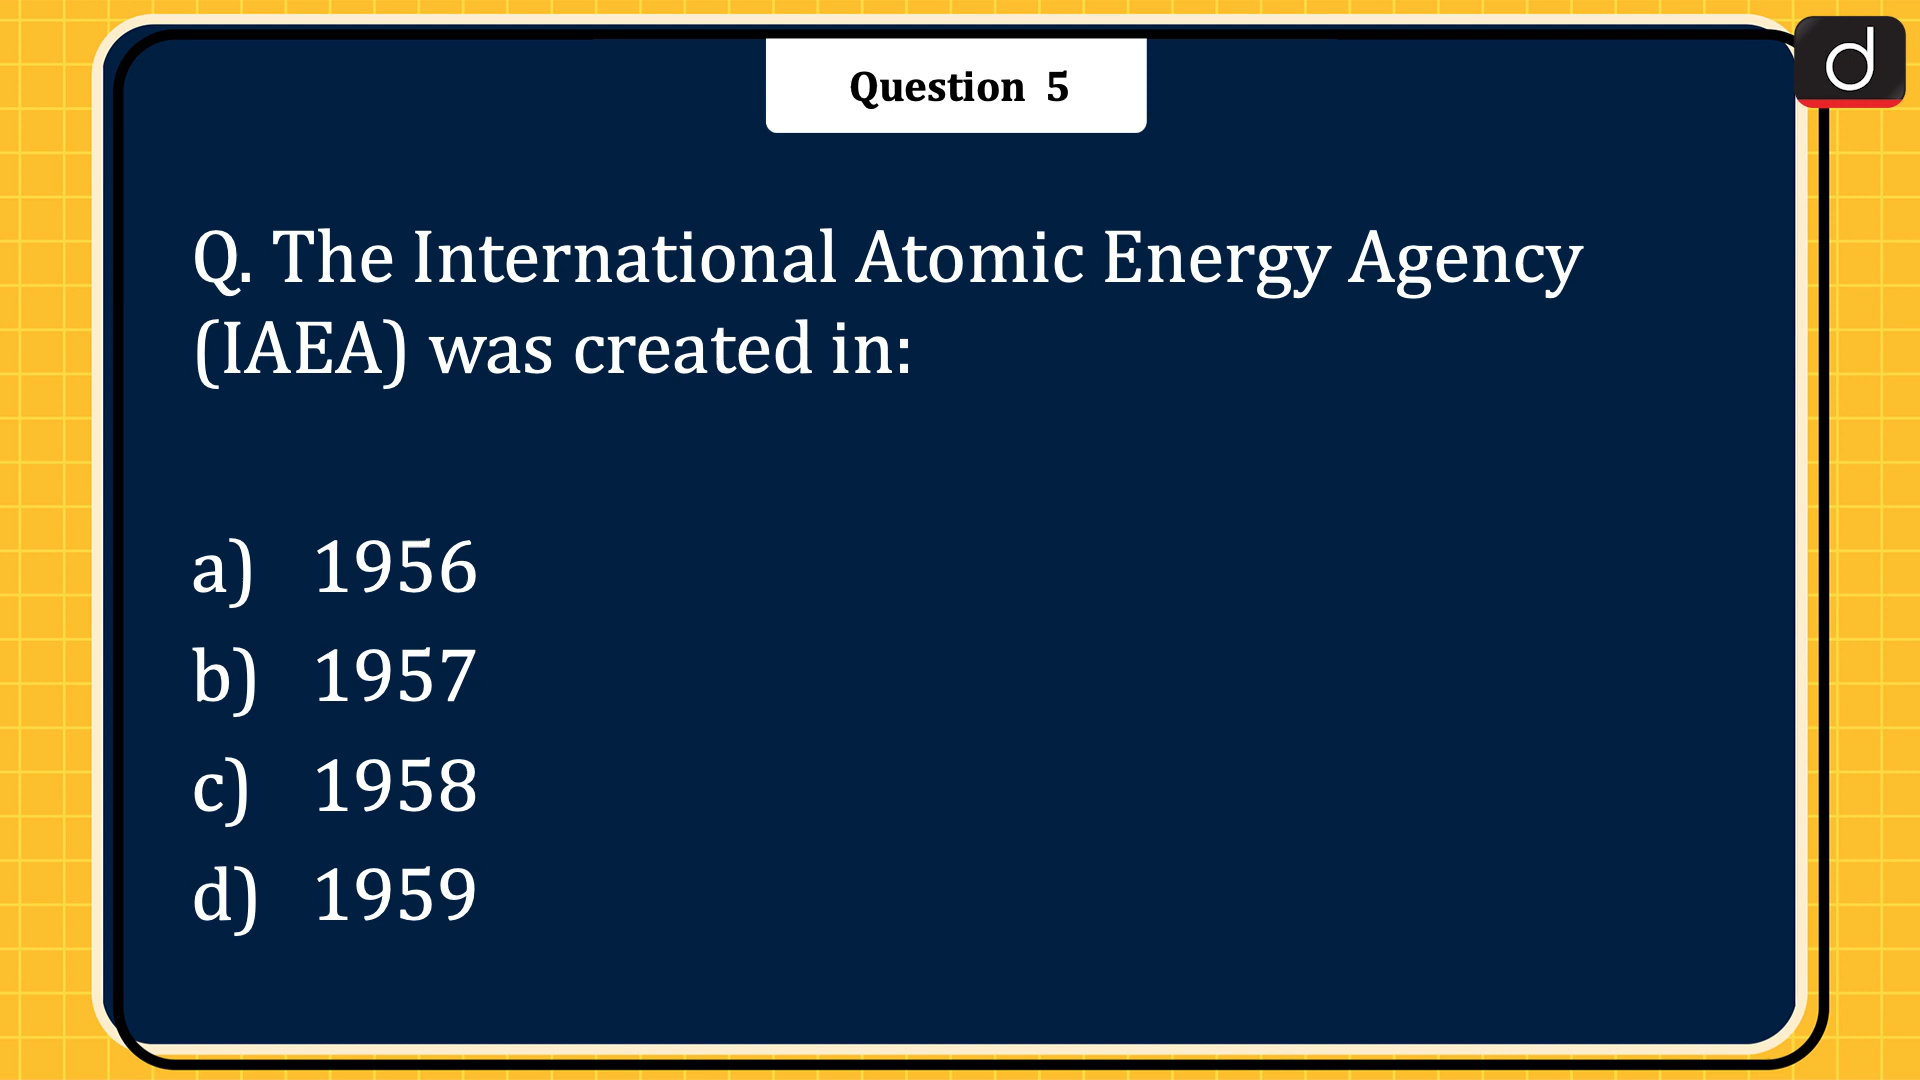 Question 5
Q. The International Atomic Energy Agency
(IAEA) was created in:
a) 1956
b) 1957
c) 1958
d) 1959